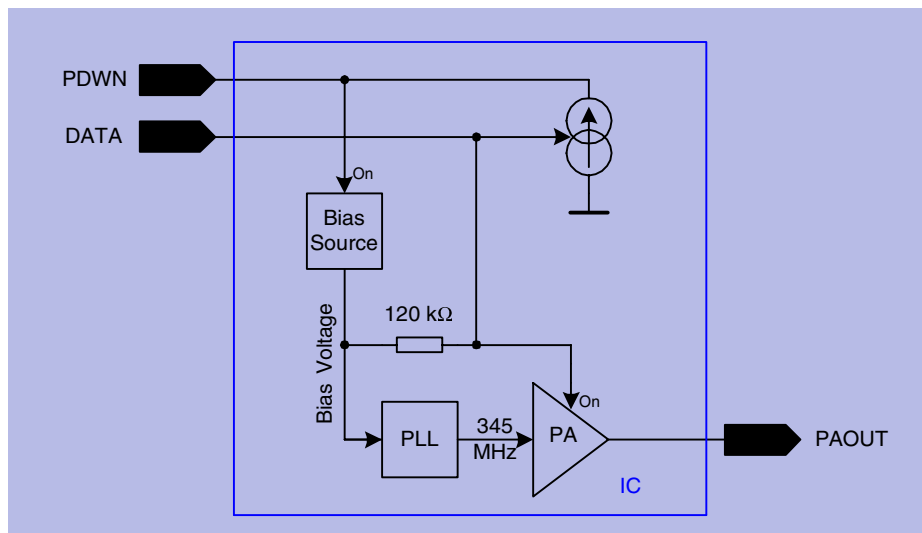 PDWN
DATA
On
Bias
Source
Bias Voltage
120 kΩ
On
PLL
345
MHz
PA
PAOUT
IC